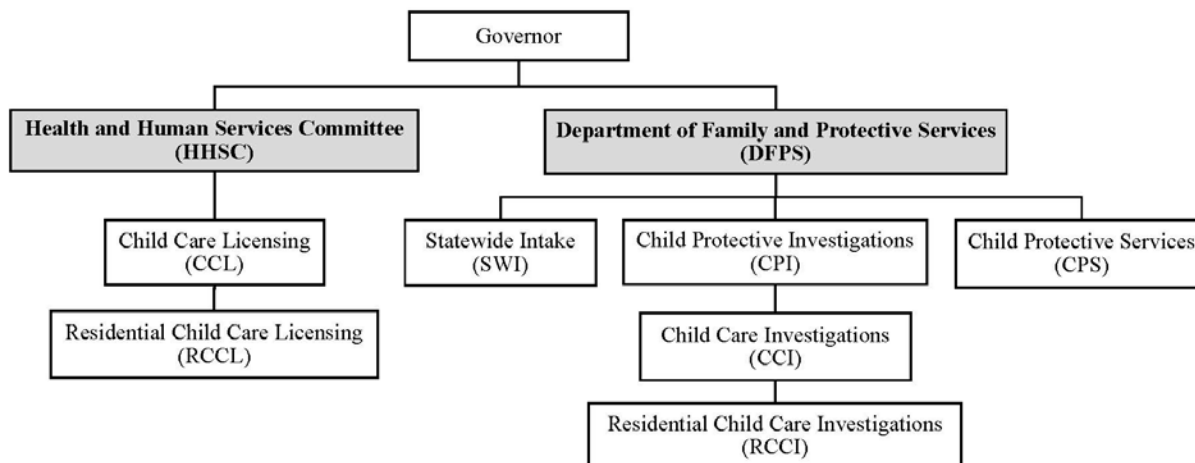 Governor
Health and Human Services Committee
(HHSC)
Department of Family and Protective Services
(DFPS)
Child Care Licensing
(CCL)
Statewide Intake
(SWI)
Child Protective Investigations
(CPI)
Child Protective Services
(CPS)
Residential Child Care Licensing
(RCCL)
Child Care Investigations
(CCI)
Residential Child Care Investigations
(RCCI)